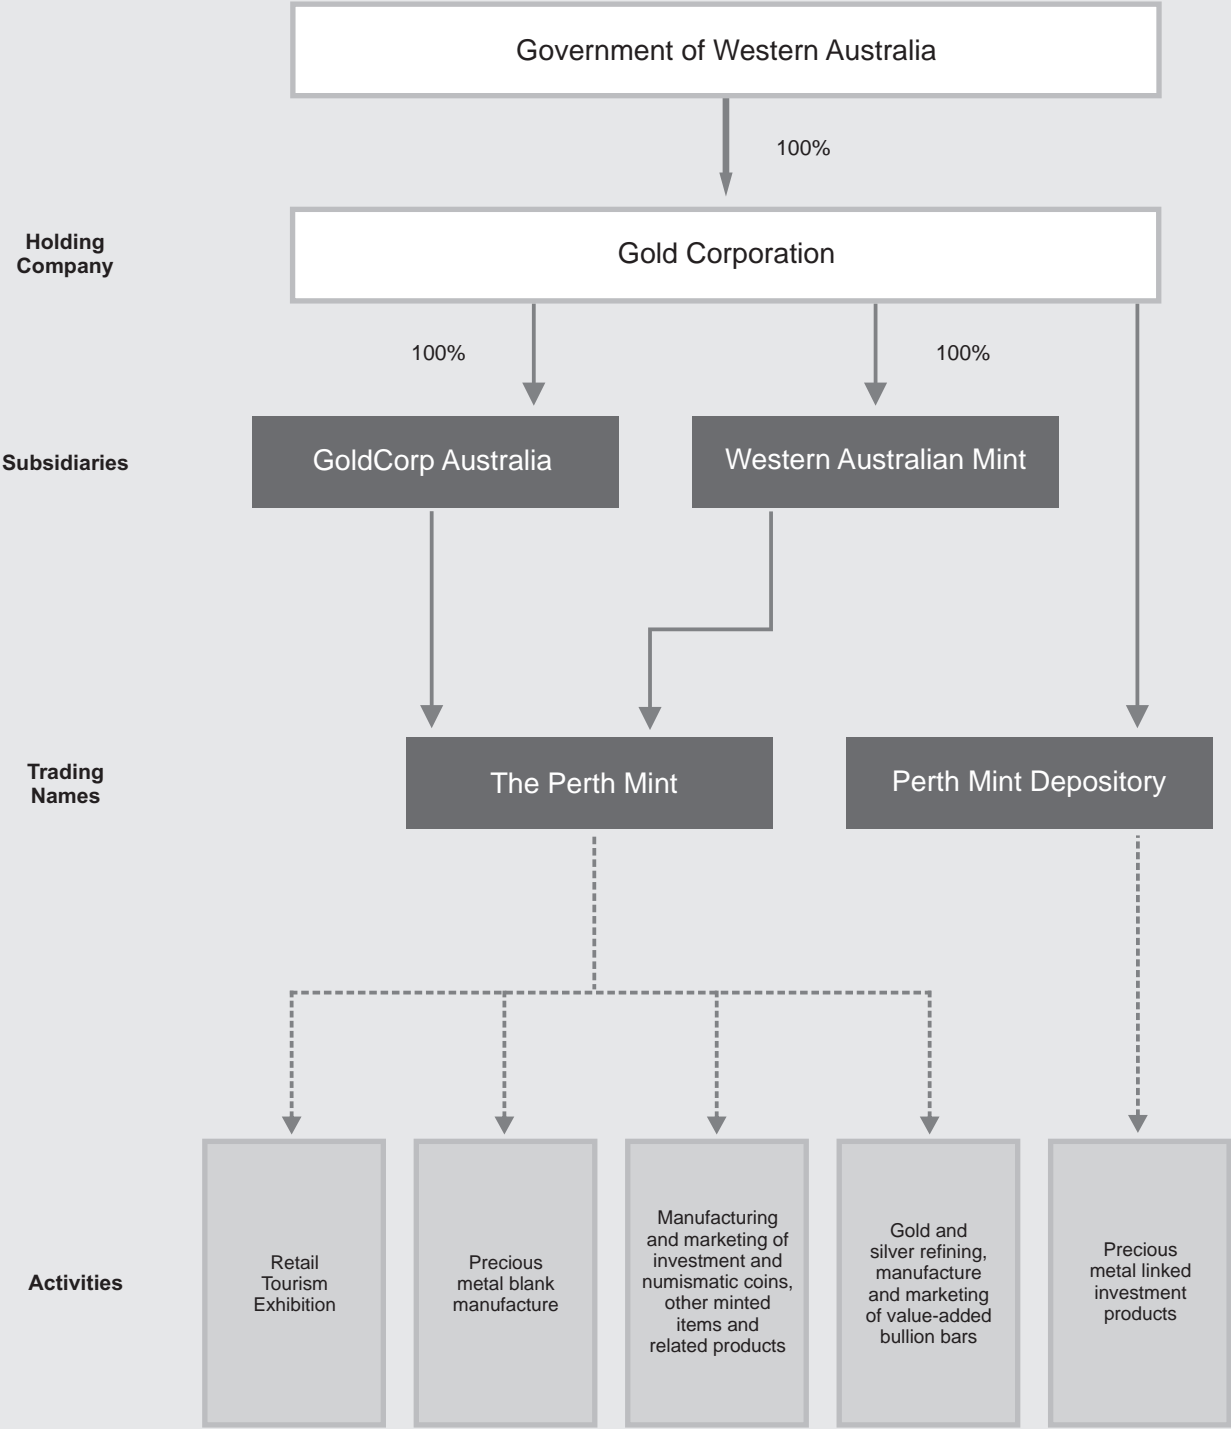 Government of Western Australia
100%
Holding
Company
Gold Corporation
100%
100%
Subsidiaries
GoldCorp Australia
Western Australian Mint
Trading
Names
The Perth Mint
Perth Mint Depository
Activities
Retail
Tourism
Exhibition
Precious
metal blank
manufacture
Manufacturing
and marketing of
investment and
numismatic coins,
other minted
items and
related products
Gold and
silver refining,
manufacture
and marketing
of value-added
bullion bars
Precious
metal linked
investment
products